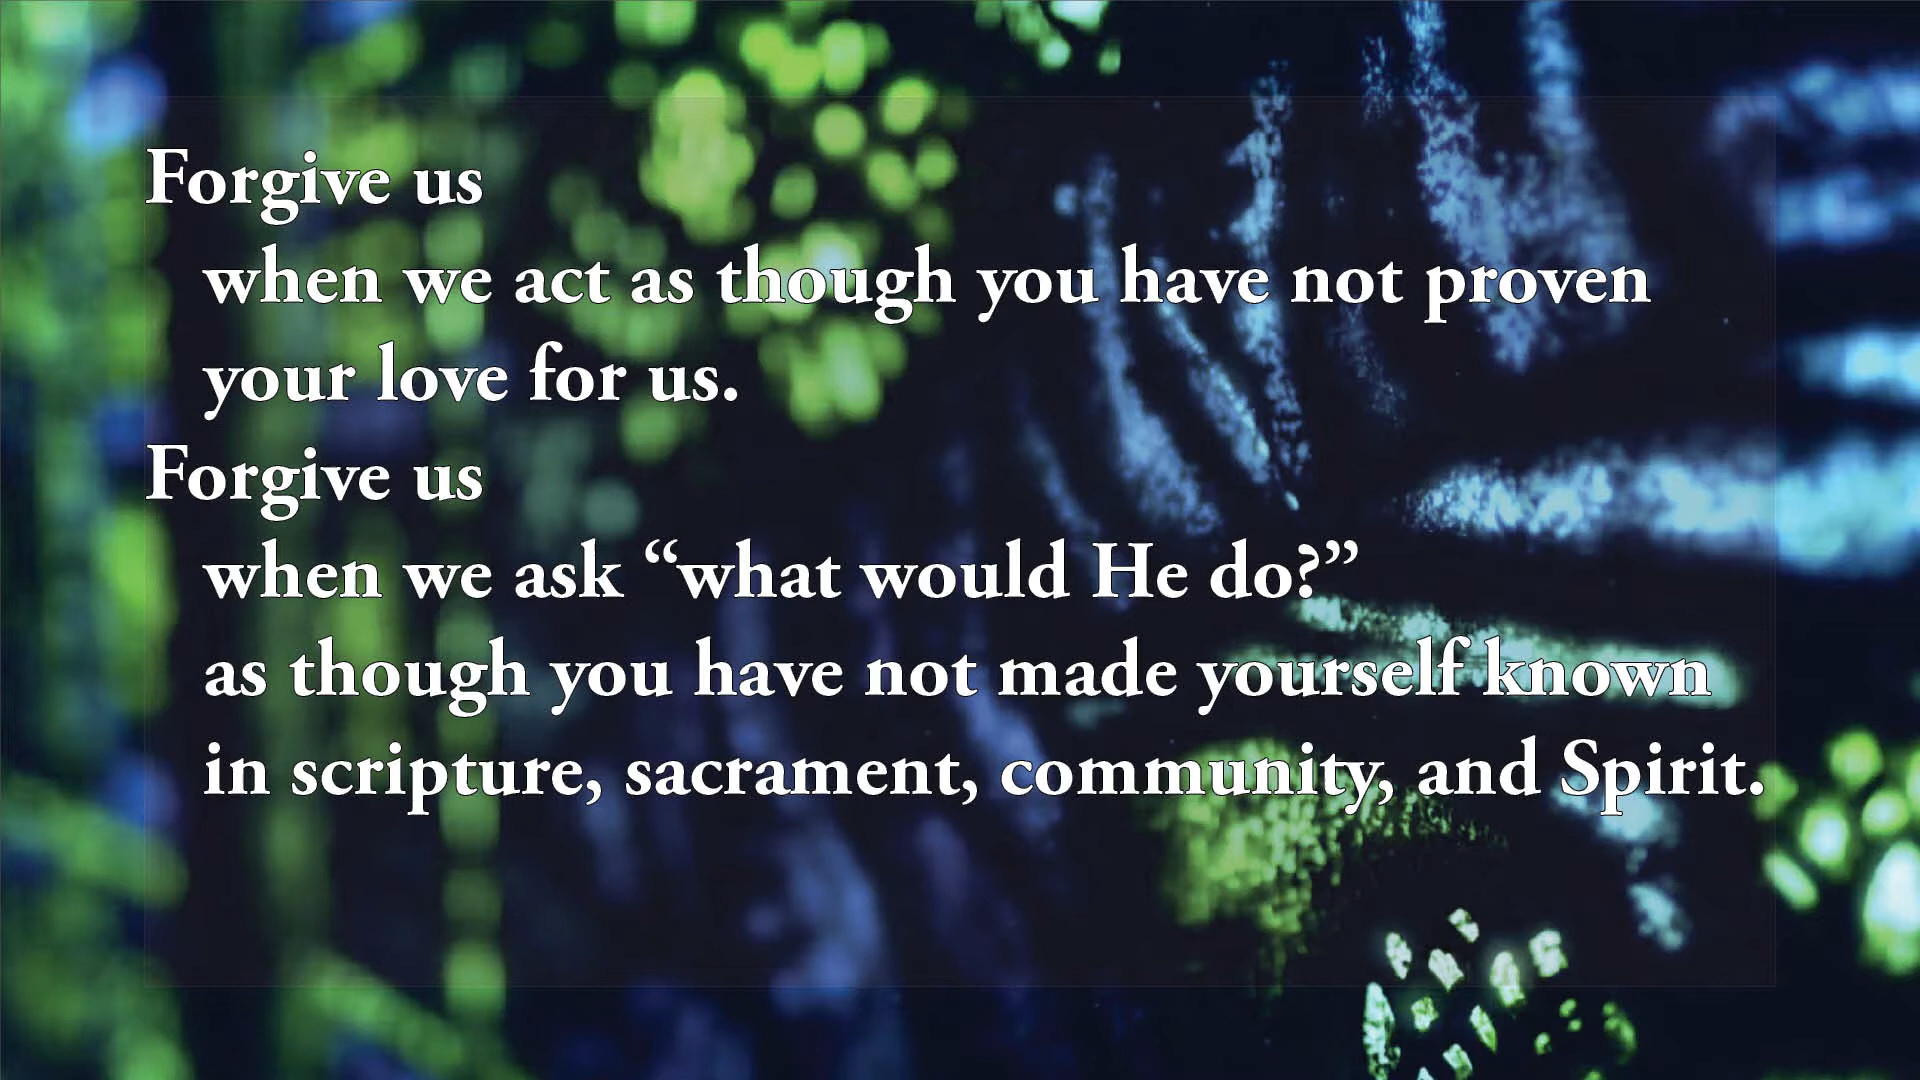 Forgive us
when we act as though you have not proven
your love for us.
Forgive us
when we ask “what would He do?”
as though you have not made yourself known
in scripture, sacrament, community, and Spirit.